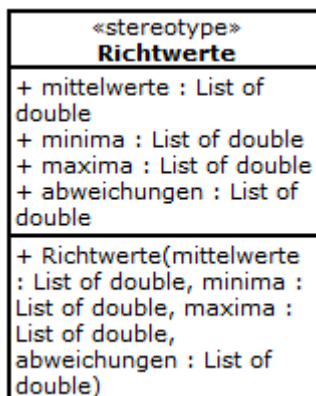 «stereotype»
Richtwerte
+ mittelwerte : List of
double
+ minima : List of double
+ maxima : List of double
+ abweichungen : List of
double
+ Richtwerte(mittelwerte
: List of double, minima :
List of double, maxima :
List of double,
abweichungen : List of
double)